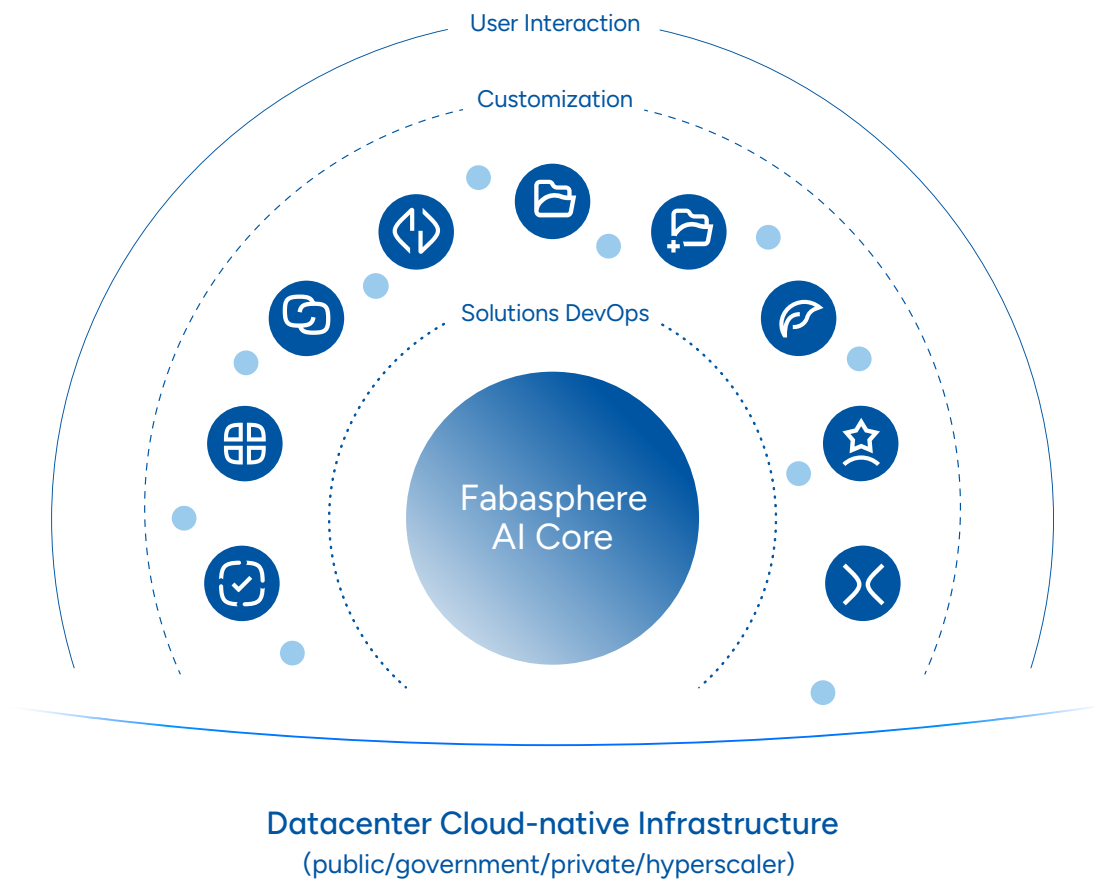 User Interaction
Customization
Solutions DevOps
Fabasphere
AI Core
Datacenter Cloud-native Infrastructure
(public/government/private/hyperscaler)